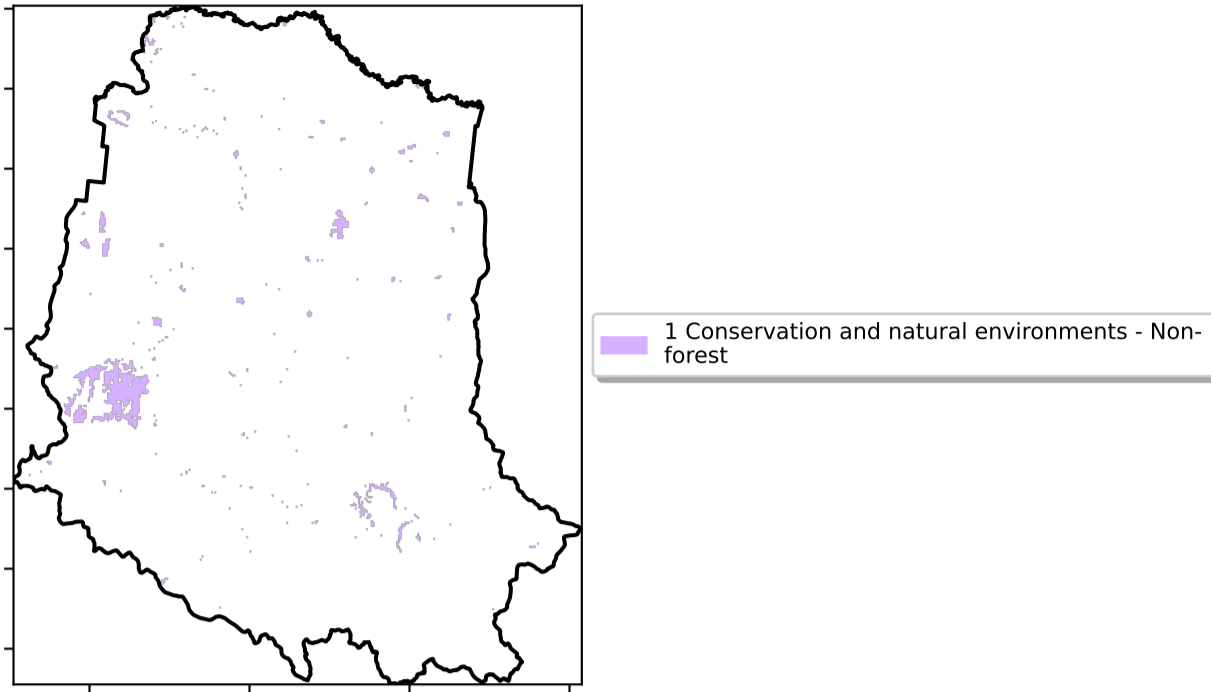 1 Conservation and natural environments - Non-
forest